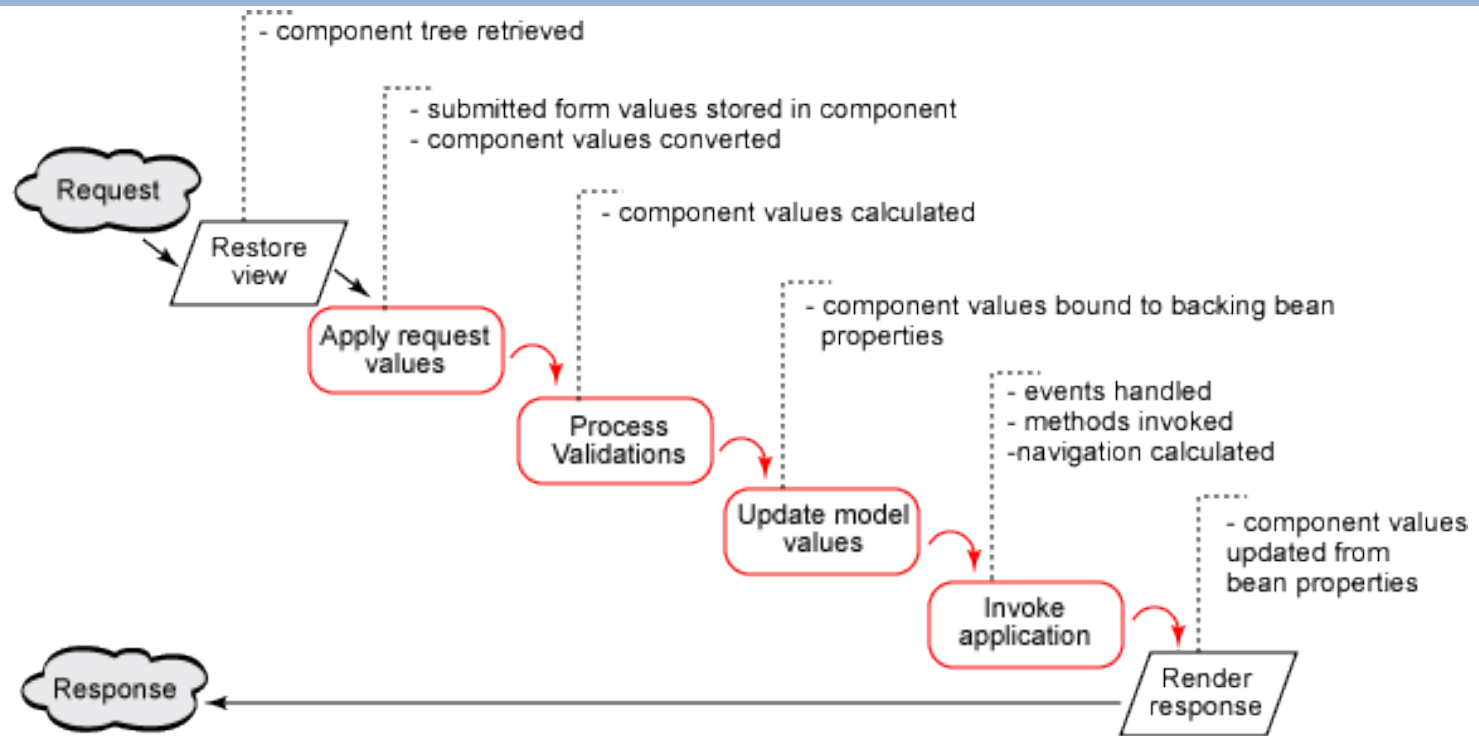 - component tree retrieved
- submitted form values stored in component
- component values converted
Request
- component values calculated
Restore
view
- component values bound to backing bean
properties
Apply request
values
- events handled
- methods invoked
-navigation calculated
Process
Validations
- component values
updated from
bean properties
Update model
values
Invoke
application
Render
response
Response